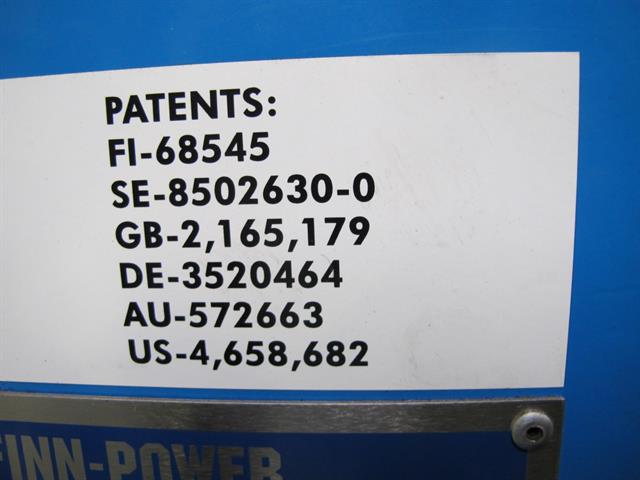 PATENTS:
FI-68545
SE-8502630-0
GB-2,165,179
DE-3520464
AU-572663
US-4,658,682
FINN-POWER